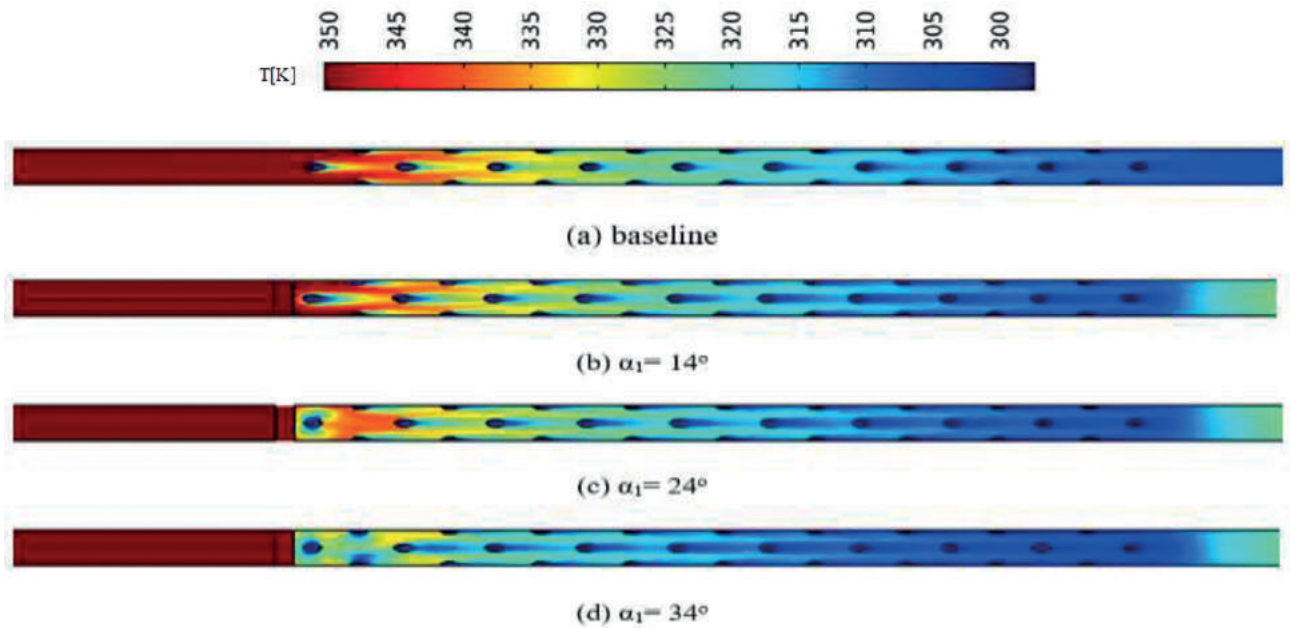 350 345 340 335 330 325 320 315 310 305 300
T[K]
(a) baseline
(b) α₁= 14°
(c) α₁= 24°
(d) α₁= 34°